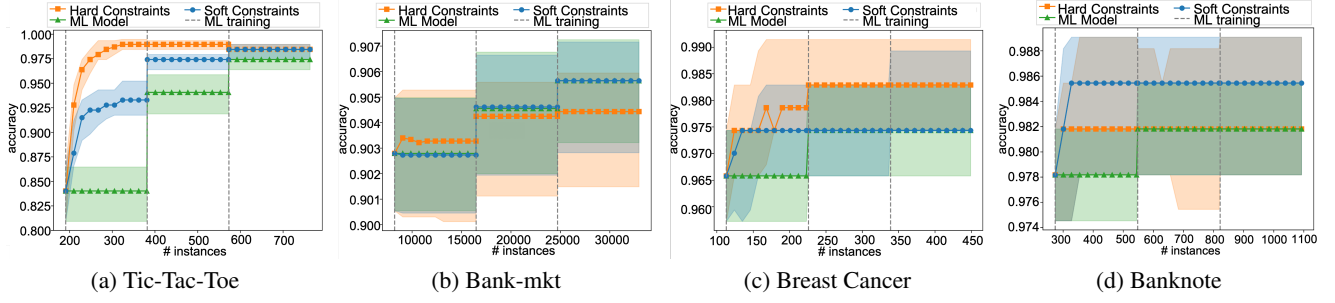 Hard Constraints Soft Constraints
ML Model ML training
accuracy
1.000
0.975
0.950
0.925
0.900
0.875
0.850
0.825
0.800
200 300 400 500 600 700
# instances
(a) Tic-Tac-Toe
Hard Constraints Soft Constraints
ML Model ML training
accuracy
0.907
0.906
0.905
0.904
0.903
0.902
0.901
0.900
10000 15000 20000 25000 30000
# instances
(b) Bank-mkt
Hard Constraints Soft Constraints
ML Model ML training
accuracy
0.990
0.985
0.980
0.975
0.970
0.965
0.960
100 150 200 250 300 350 400 450
# instances
(c) Breast Cancer
Hard Constraints Soft Constraints
ML Model ML training
accuracy
0.988
0.986
0.984
0.982
0.980
0.978
0.976
0.974
300 400 500 600 700 800 900 1000 1100
# instances
(d) Banknote